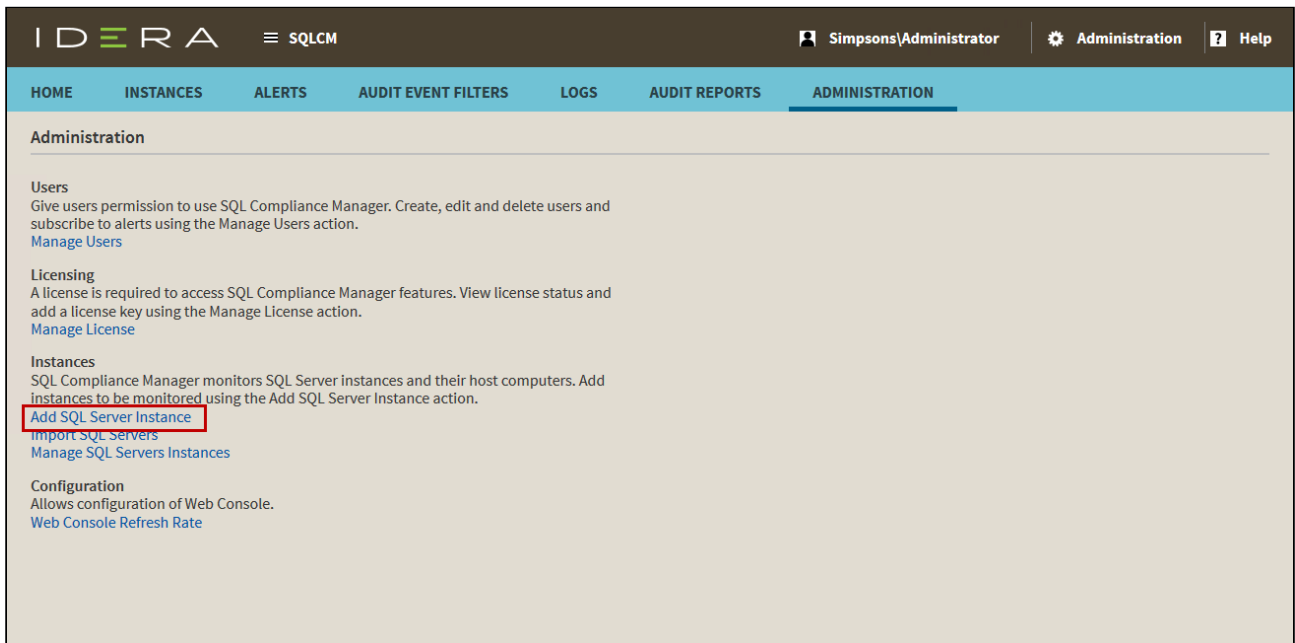 IDERA SQLCM Simpsons\Administrator Administration ? Help
HOME INSTANCES ALERTS AUDIT EVENT FILTERS LOGS AUDIT REPORTS ADMINISTRATION
Administration
Users
Give users permission to use SQL Compliance Manager. Create, edit and delete users and
subscribe to alerts using the Manage Users action.
Manage Users
Licensing
A license is required to access SQL Compliance Manager features. View license status and
add a license key using the Manage License action.
Manage License
Instances
SQL Compliance Manager monitors SQL Server instances and their host computers. Add
instances to be monitored using the Add SQL Server Instance action.
Add SQL Server Instance
Import SQL Servers
Manage SQL Servers Instances
Configuration
Allows configuration of Web Console.
Web Console Refresh Rate